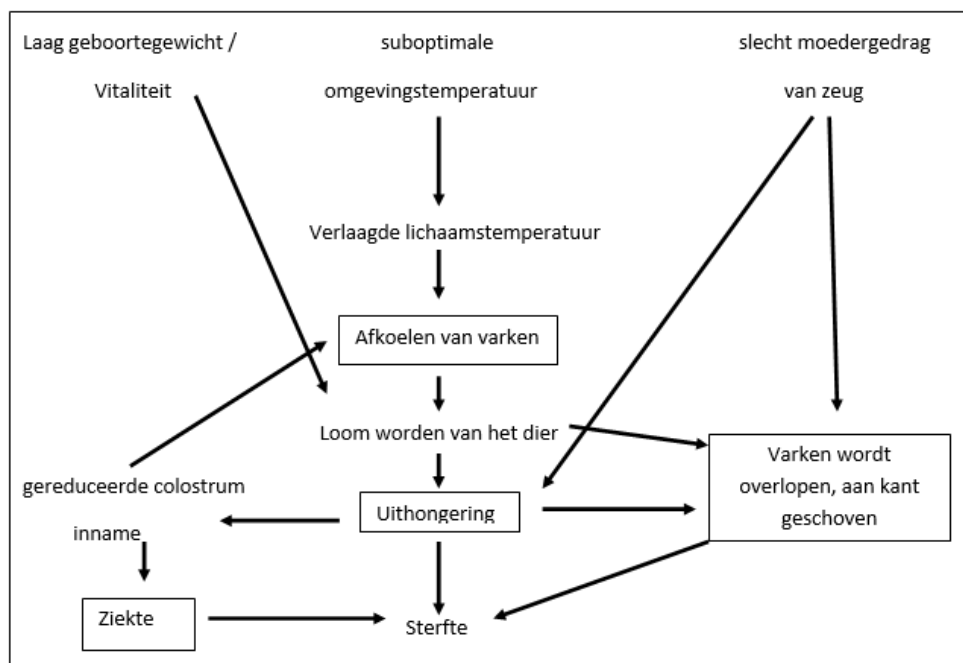 Laag geboortegewicht /
Vitaliteit
suboptimale
omgevingstemperatuur
slecht moedergedrag
van zeug
Verlaagde lichaamstemperatuur
Afkoelen van varken
Loom worden van het dier
Varken wordt
overlopen, aan kant
geschoven
gereduceerde colostrum
inname
Uithongering
Ziekte
Sterfte